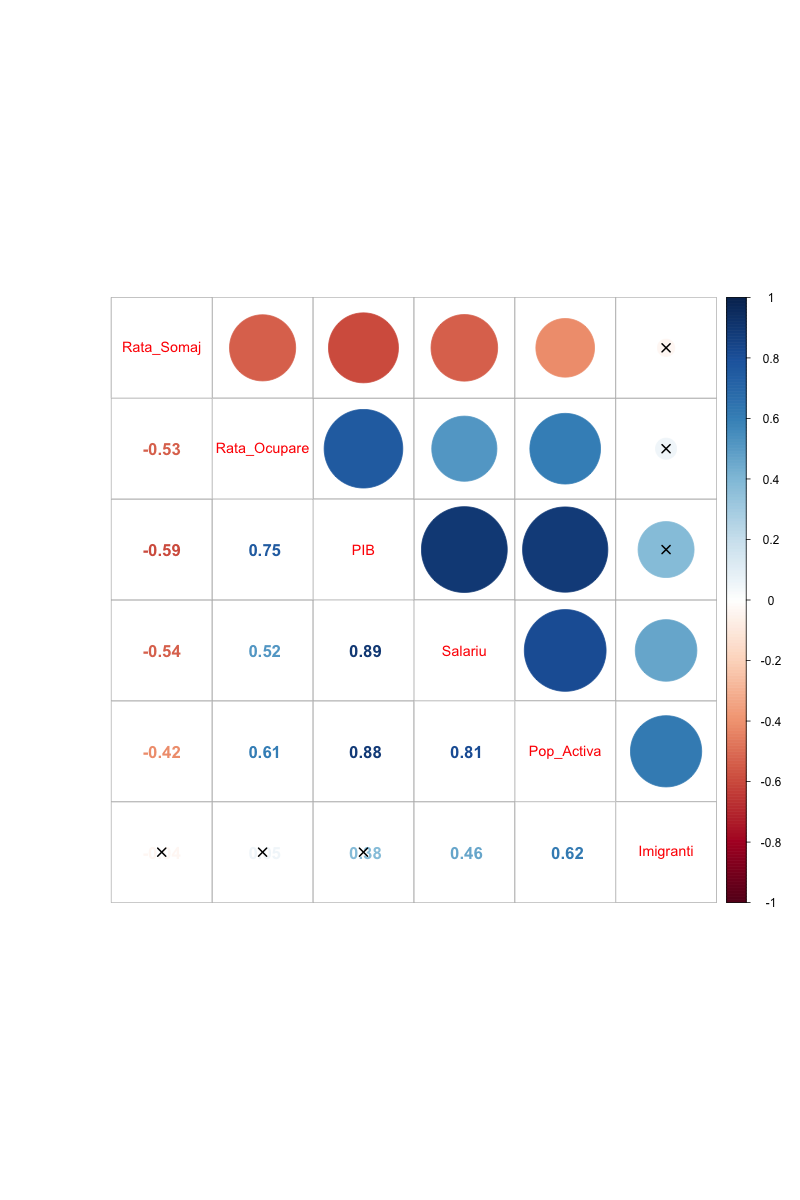 1
Rata_Somaj
0.8
-0.53 Rata_Ocupare
0.6
0.4
-0.59 0.75 PIB
0.2
0
-0.54 0.52 0.89 Salariu
-0.2
-0.4
-0.42 0.61 0.88 0.81 Pop_Activa
-0.6
-0.8
0.46 0.62 Imigranti
-1